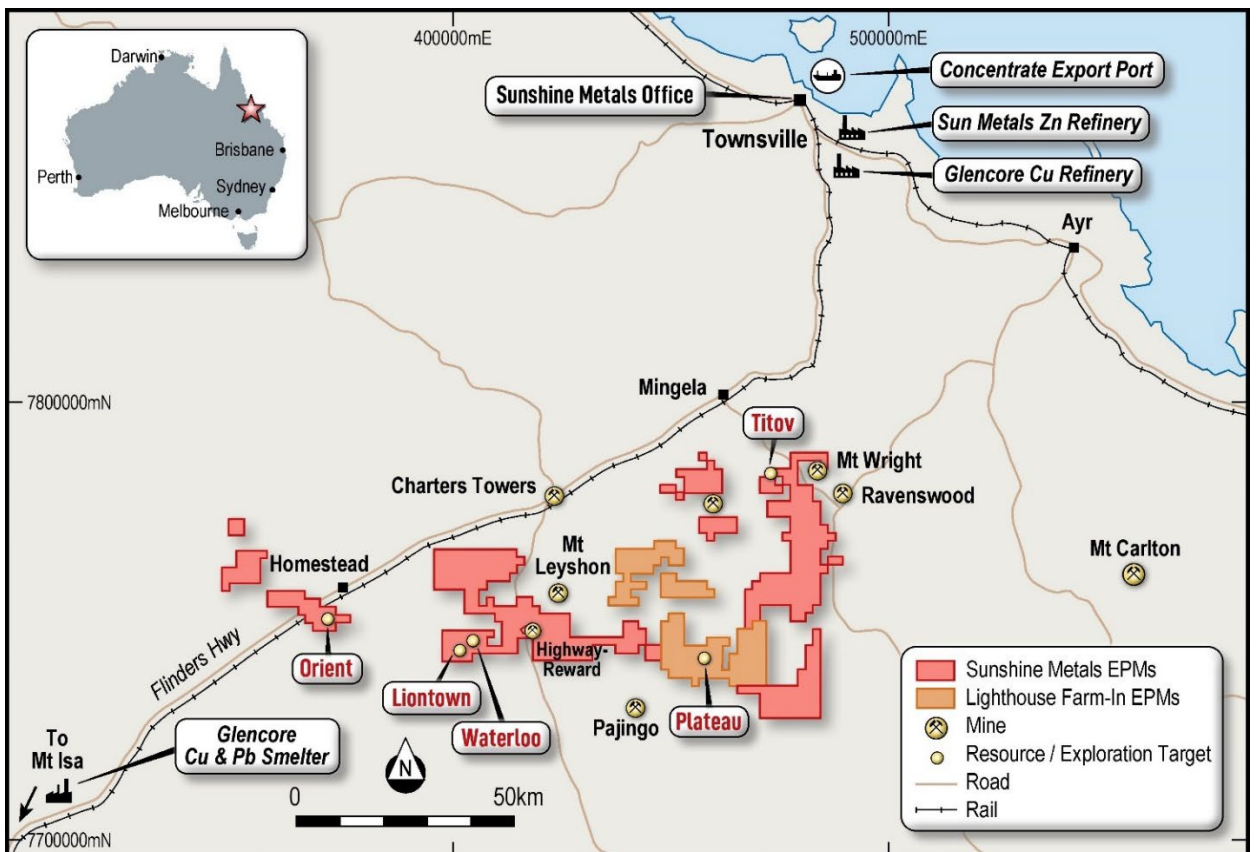 400000mE
500000mE
Darwin
Brisbane
Perth
Sydney
Melbourne
Concentrate Export Port
Sunshine Metals Office
Sun Metals Zn Refinery
Townsville
Glencore Cu Refinery
Ayr
Mingela
7800000mN
Titov
Mt Wright
Charters Towers
Ravenswood
Mt
Leyshon
Mt Carlton
Homestead
Flinders Hwy
Highway-
Reward
Orient
Liontown
Waterloo
Pajingo
Plateau
To
Mt Isa
Glencore
Cu & Pb Smelter
N
0
50km
7700000mN
Sunshine Metals EPMs
Lighthouse Farm-In EPMs
Mine
Resource / Exploration Target
Road
Rail